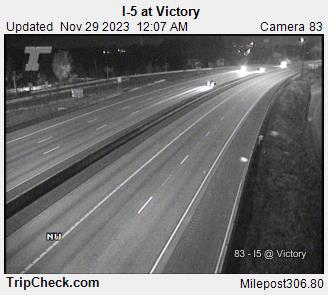 I-5 at Victory
Updated Nov 29 2023 12:07 AM Camera 83
T
NW
83 - I5 @ Victory
TripCheck.com Milepost306.80